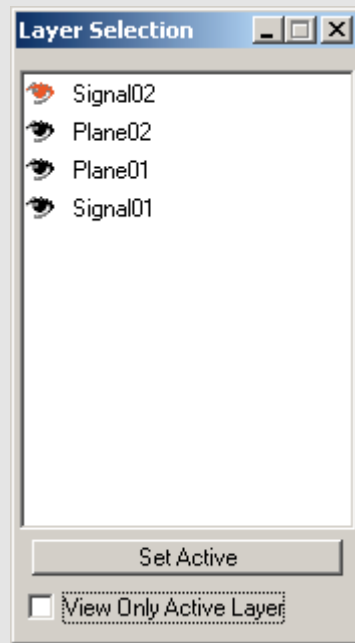 Layer Selection
Signal02
Plane02
Plane01
Signal01
Set Active
View Only Active Layer